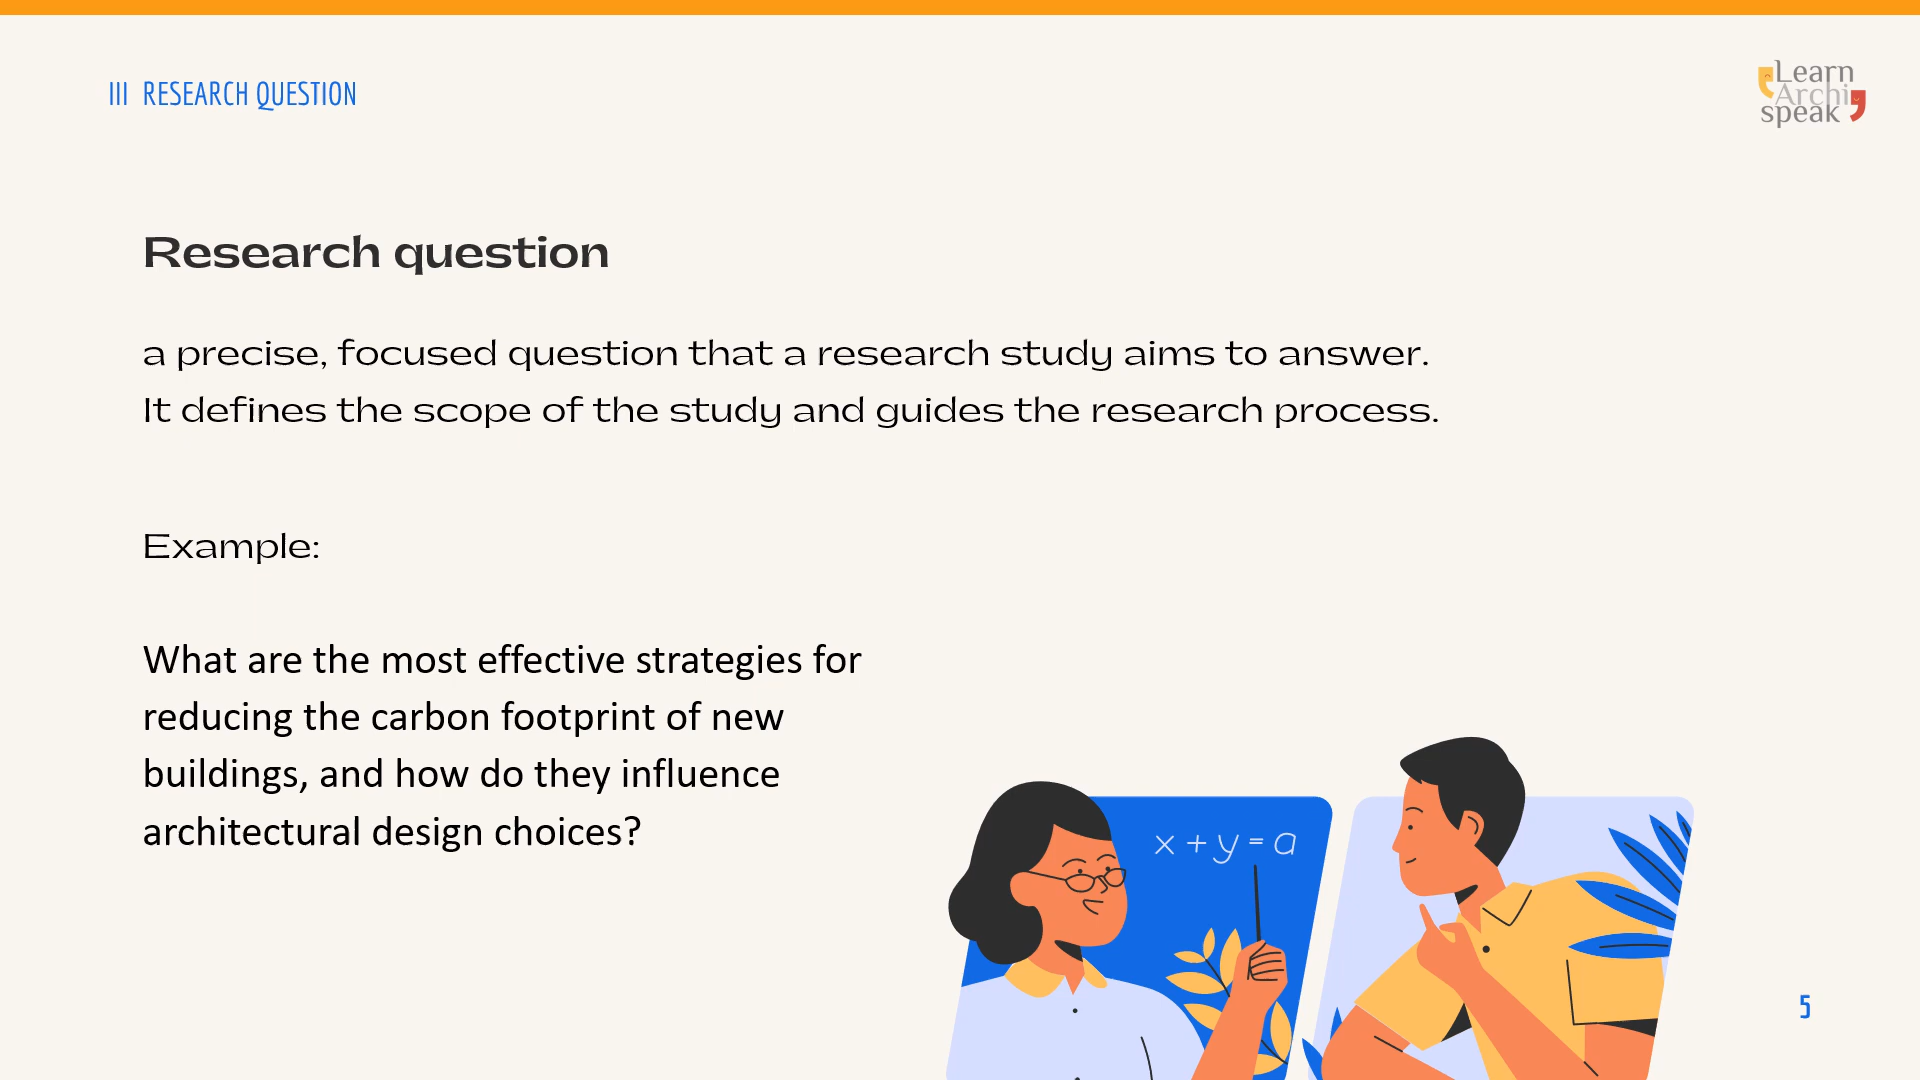 III RESEARCH QUESTION
Learn
Archi
speak
Research question
a precise, focused question that a research study aims to answer.
It defines the scope of the study and guides the research process.
Example:
What are the most effective strategies for
reducing the carbon footprint of new
buildings, and how do they influence
architectural design choices?
x + y = a
5